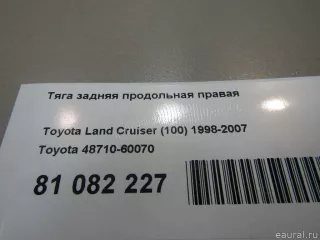 Тяга задняя продольная правая
Toyota Land Cruiser (100) 1998-2007
Toyota 48710-60070
81 082 227
eaural.ru